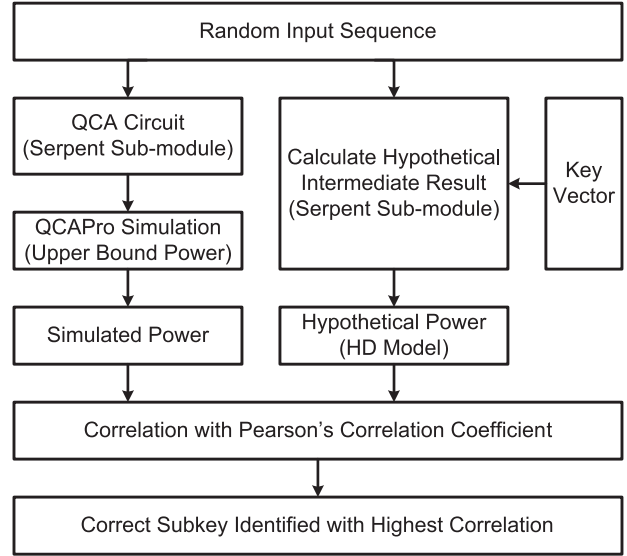 Random Input Sequence
QCA Circuit
(Serpent Sub-module)
Calculate Hypothetical
Intermediate Result
(Serpent Sub-module)
Key
Vector
QCAPro Simulation
(Upper Bound Power)
Simulated Power
Hypothetical Power
(HD Model)
Correlation with Pearson's Correlation Coefficient
Correct Subkey Identified with Highest Correlation